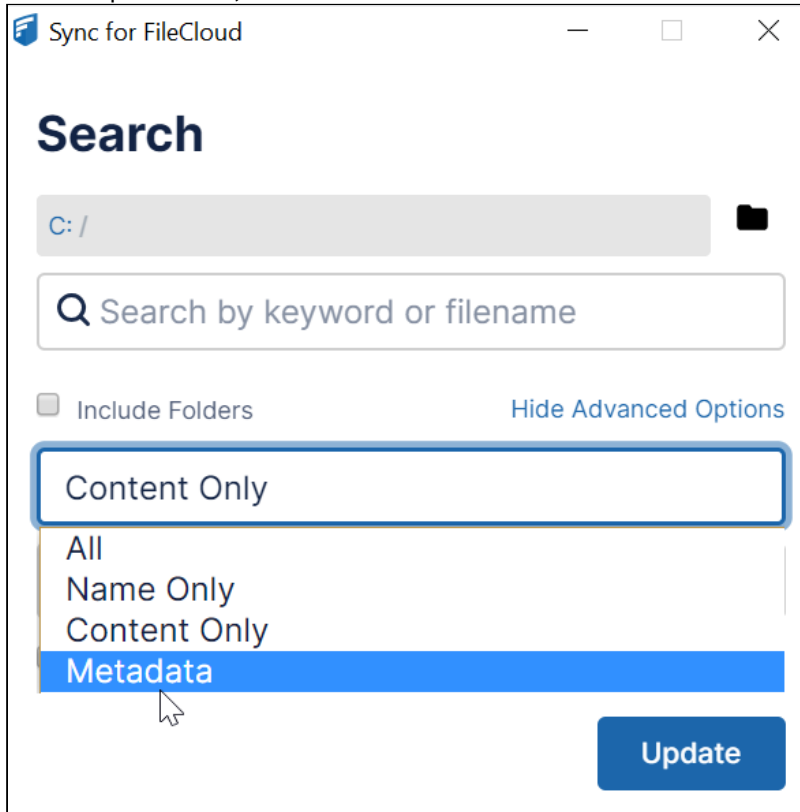 Sync for FileCloud
Search
C: /
Search by keyword or filename
Include Folders Hide Advanced Options
Content Only
All
Name Only
Content Only
Metadata
Update